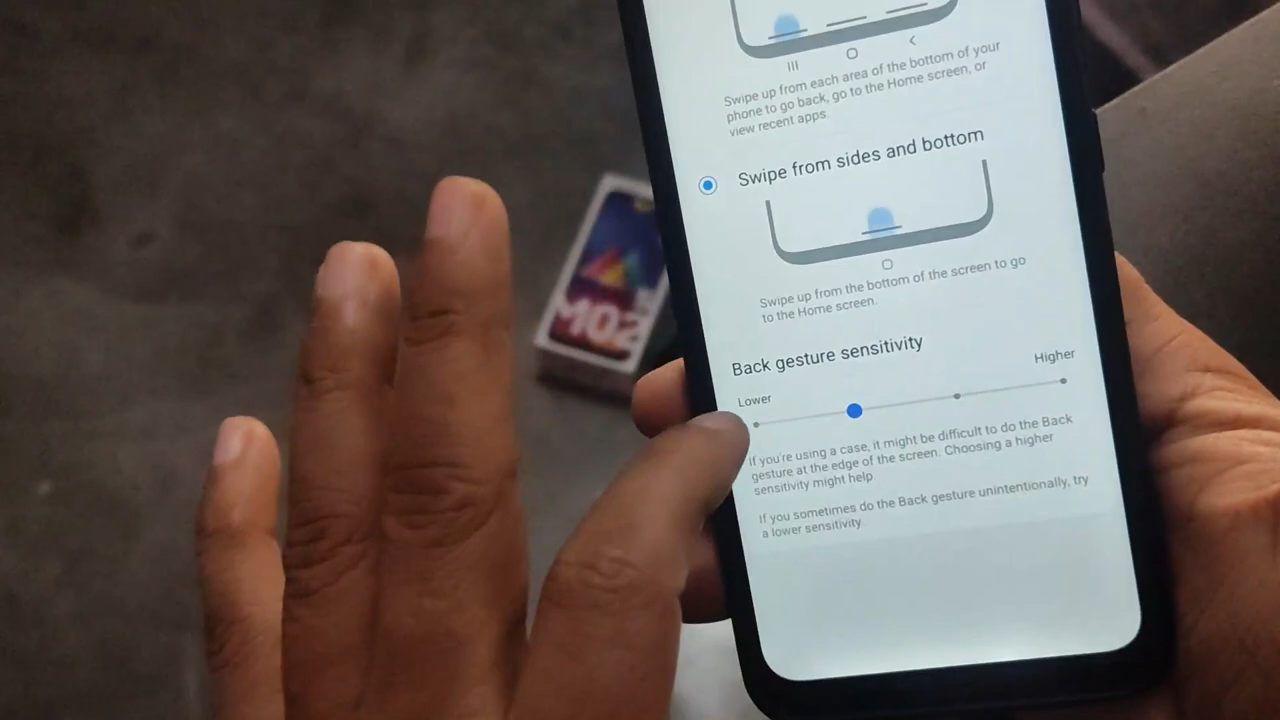 Swipe up from each area of the bottom of your
phone to go back, go to the Home screen, or
view recent apps.
Swipe from sides and bottom
Swipe up from the bottom of the screen to go
to the Home screen.
Back gesture sensitivity
Lower
Higher
If you're using a case, it might be difficult to do the Back
gesture at the edge of the screen. Choosing a higher
sensitivity might help
If you sometimes do the Back gesture unintentionally, try
a lower sensitivity.
M02